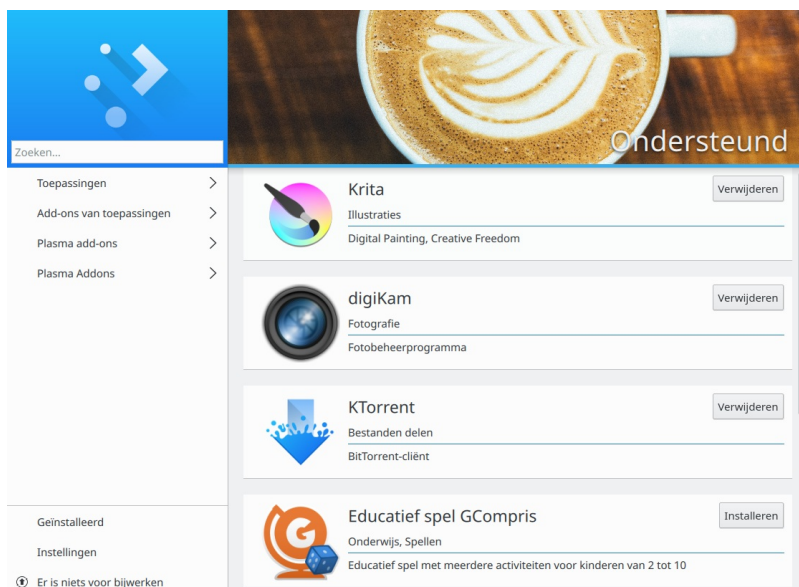 Zoeken...
Toepassingen
Add-ons van toepassingen
Plasma add-ons
Plasma Addons
Geïnstalleerd
Instellingen
Er is niets voor bijwerken
Ondersteund
Krita
Verwijderen
Illustraties
Digital Painting, Creative Freedom
digiKam
Verwijderen
Fotografie
Fotobeheerprogramma
KTorrent
Verwijderen
Bestanden delen
BitTorrent-cliënt
Educatief spel GCompris
Installeren
Onderwijs, Spellen
Educatief spel met meerdere activiteiten voor kinderen van 2 tot 10